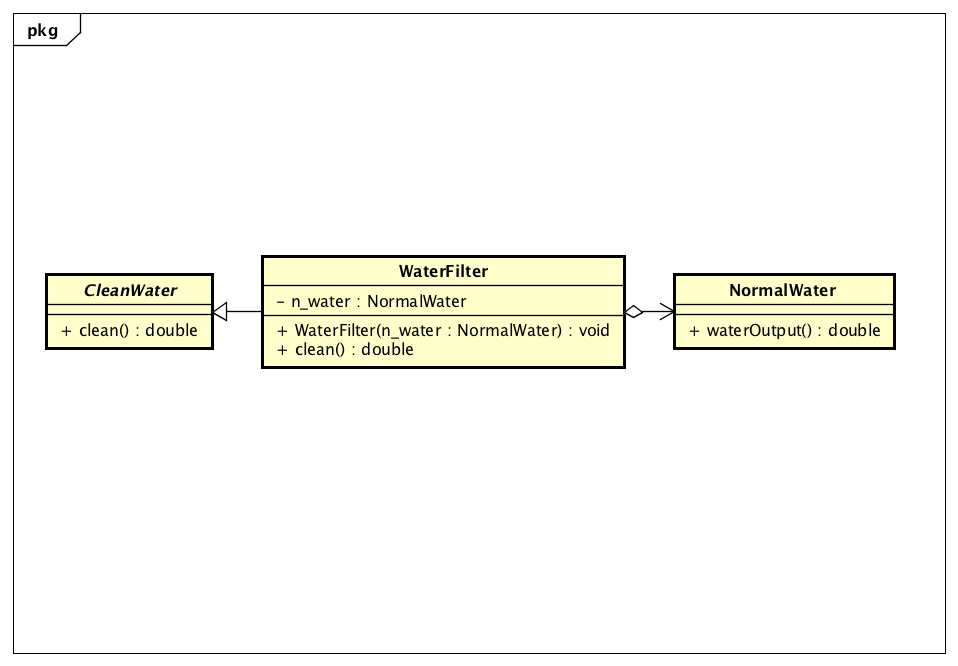 pkg
CleanWater
+ clean() : double
WaterFilter
- n_water : NormalWater
+ WaterFilter(n_water : NormalWater) : void
+ clean() : double
NormalWater
+ waterOutput() : double